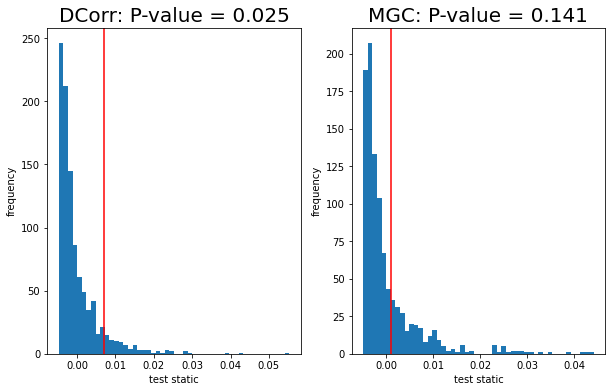 DCorr: P-value = 0.025
250
200
150
100
50
0
frequency
0.00 0.01 0.02 0.03 0.04 0.05
test static
MGC: P-value = 0.141
200
175
150
125
100
75
50
25
0
frequency
0.00 0.01 0.02 0.03 0.04
test static